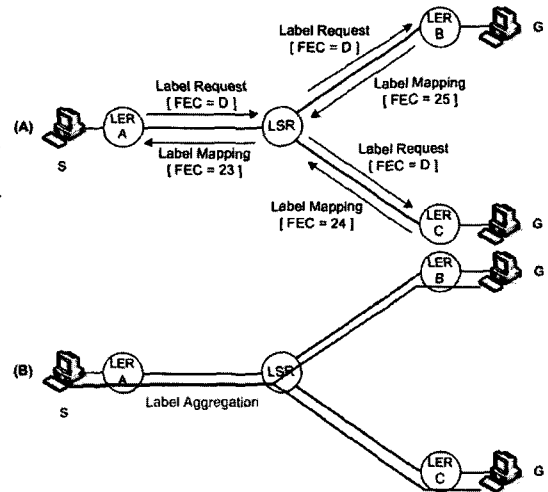 LER
B
G
Label Request
[ FEC = D ]
Label Mapping
[ FEC = 25 ]
Label Request
[ FEC = D ]
(A)
LER
A
LSR
S
Label Mapping
[ FEC = 23 ]
Label Request
[ FEC = D ]
Label Mapping
[ FEC = 24 ]
LER
C
G
LER
B
G
(B)
LER
A
LSR
S
Label Aggregation
LER
C
G